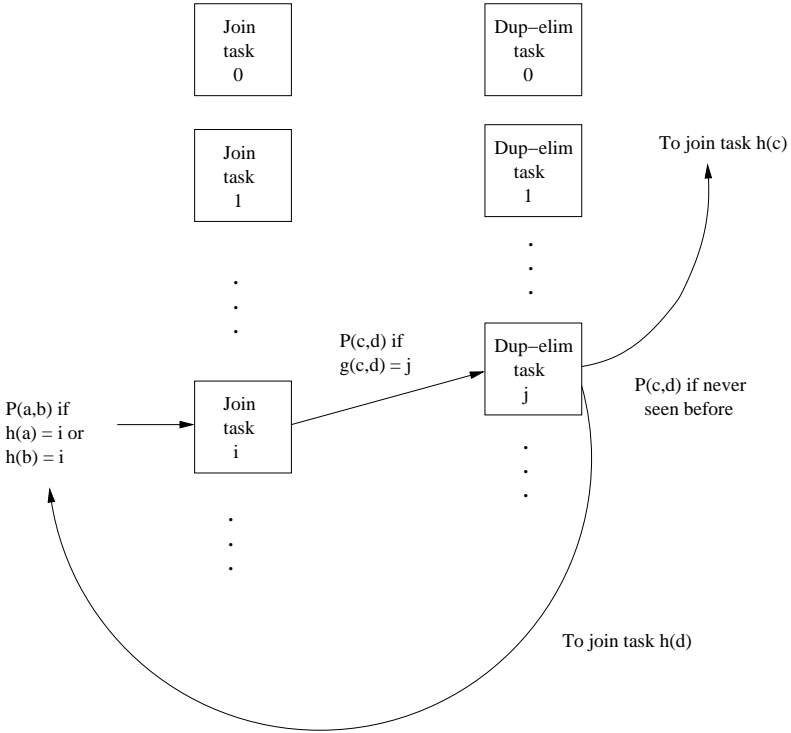 Join
task
0
Dup−elim
task
0
Join
task
1
Dup−elim
task
1
To join task h(c)
P(c,d) if
g(c,d) = j
Dup−elim
task
j
P(c,d) if never
seen before
P(a,b) if
h(a) = i or
h(b) = i
Join
task
i
To join task h(d)